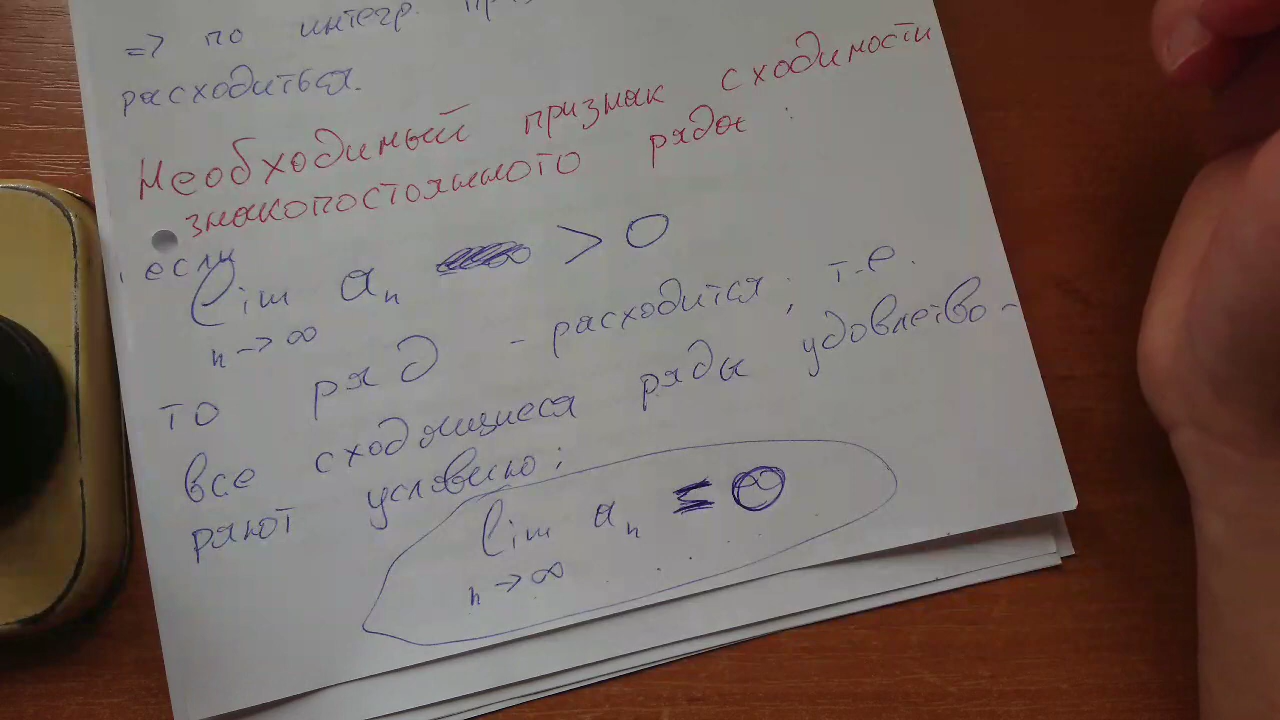 => по интегр.
расходиться.
Необходимый признак сходимости
знакопостоянного ряда:
если
lim aₙ > 0
n→∞
то ряд - расходится, т.е.
все сходящиеся ряды удовлетво-
ряют условию:
lim aₙ = 0
n→∞